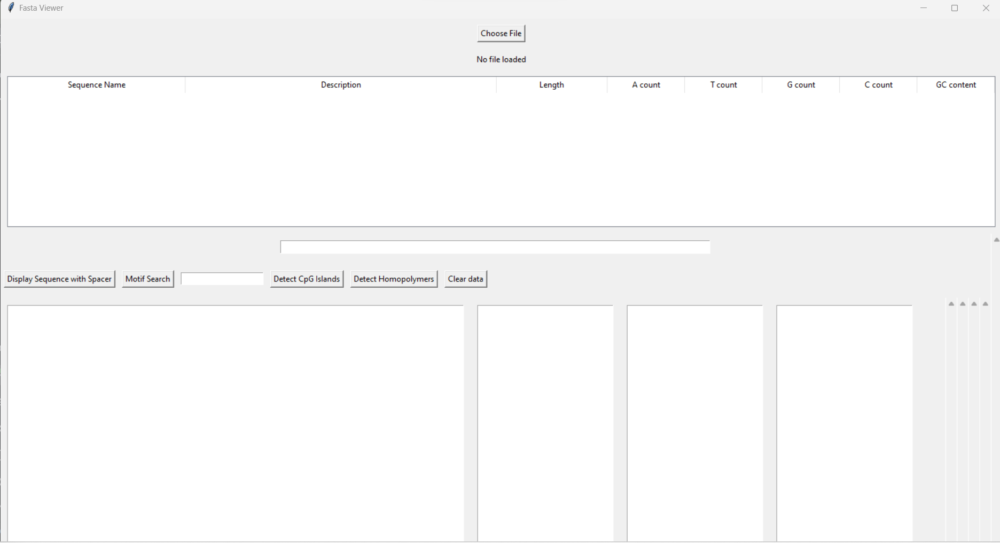 Fasta Viewer
Choose File
No file loaded
Sequence Name Description Length A count T count G count C count GC content
Display Sequence with Spacer Motif Search Detect CpG Islands Detect Homopolymers Clear data